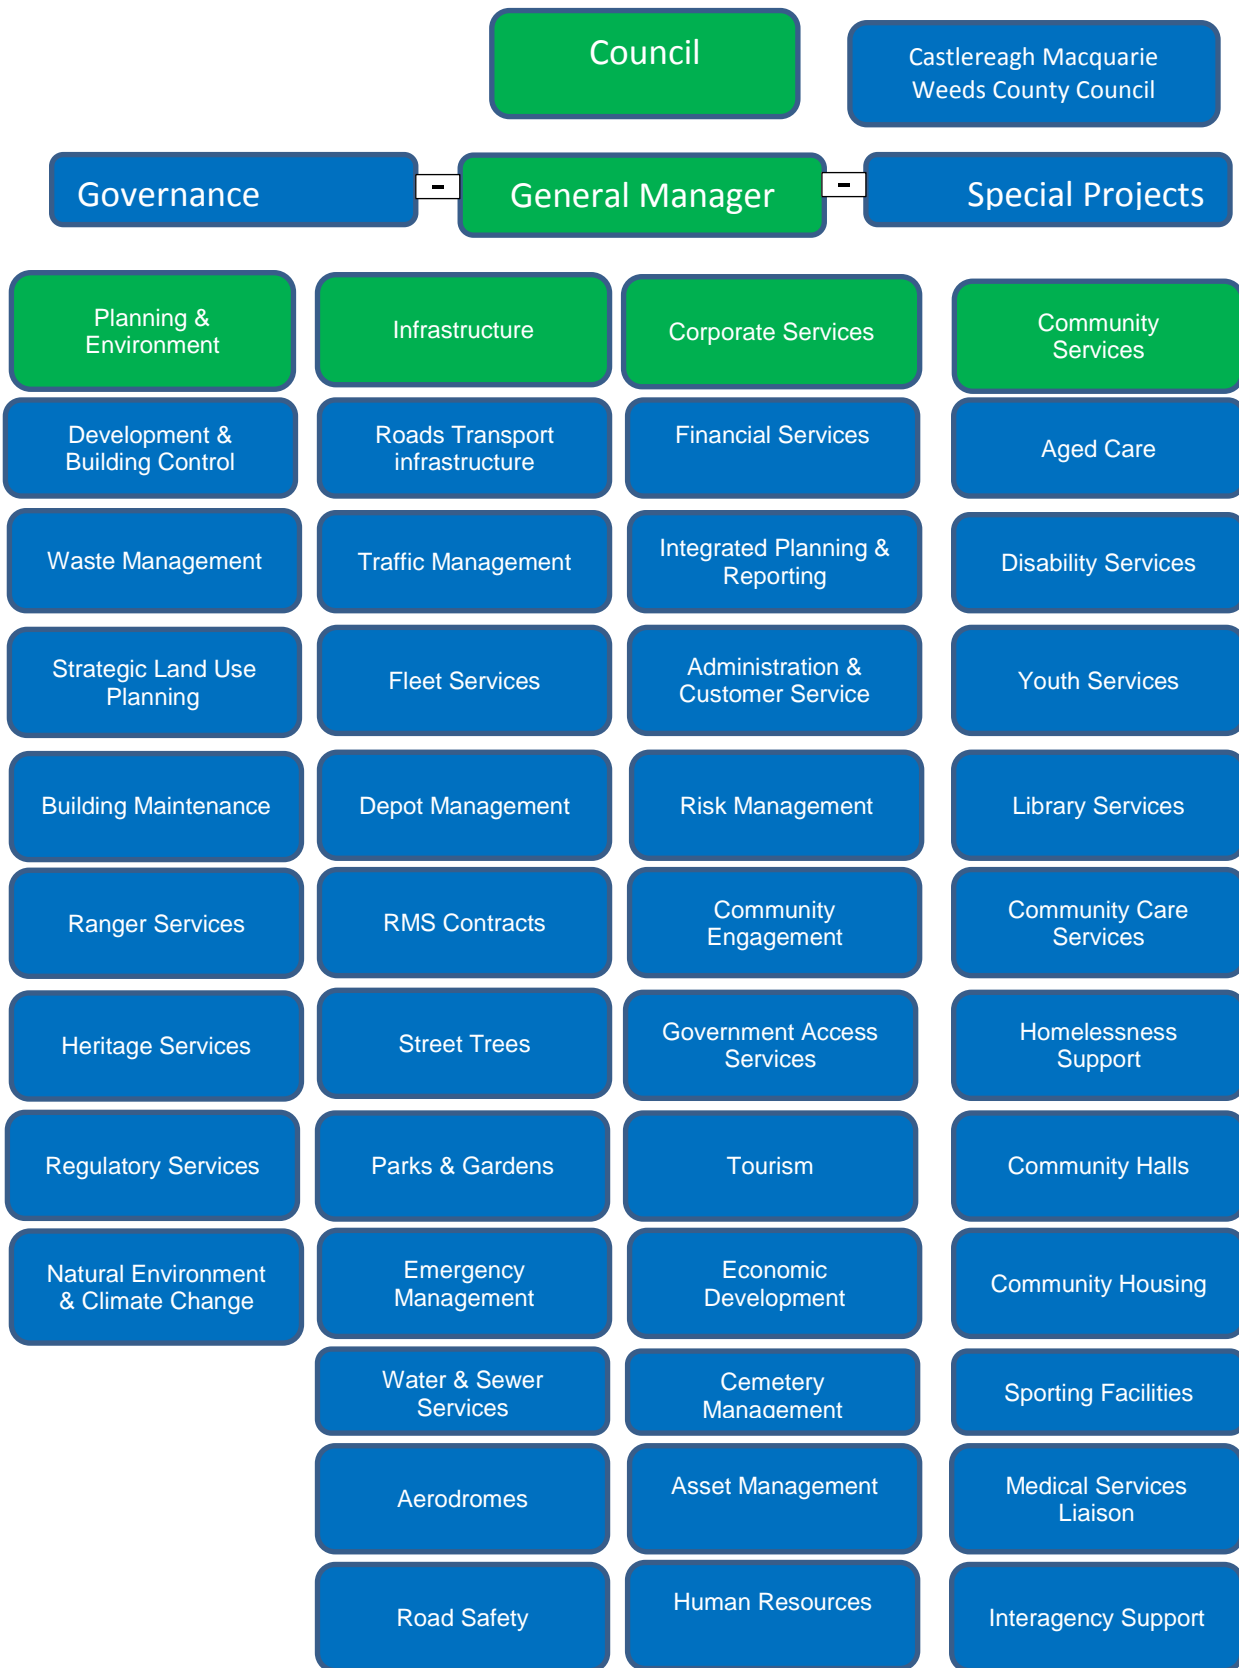 Council
Castlereagh Macquarie
Weeds County Council
Governance
-
General Manager
-
Special Projects
Planning &
Environment
Infrastructure
Corporate Services
Community
Services
Development &
Building Control
Roads Transport
infrastructure
Financial Services
Aged Care
Waste Management
Traffic Management
Integrated Planning &
Reporting
Disability Services
Strategic Land Use
Planning
Fleet Services
Administration &
Customer Service
Youth Services
Building Maintenance
Depot Management
Risk Management
Library Services
Ranger Services
RMS Contracts
Community
Engagement
Community Care
Services
Heritage Services
Street Trees
Government Access
Services
Homelessness
Support
Regulatory Services
Parks & Gardens
Tourism
Community Halls
Natural Environment
& Climate Change
Emergency
Management
Economic
Development
Community Housing
Water & Sewer
Services
Cemetery
Management
Sporting Facilities
Aerodromes
Asset Management
Medical Services
Liaison
Road Safety
Human Resources
Interagency Support